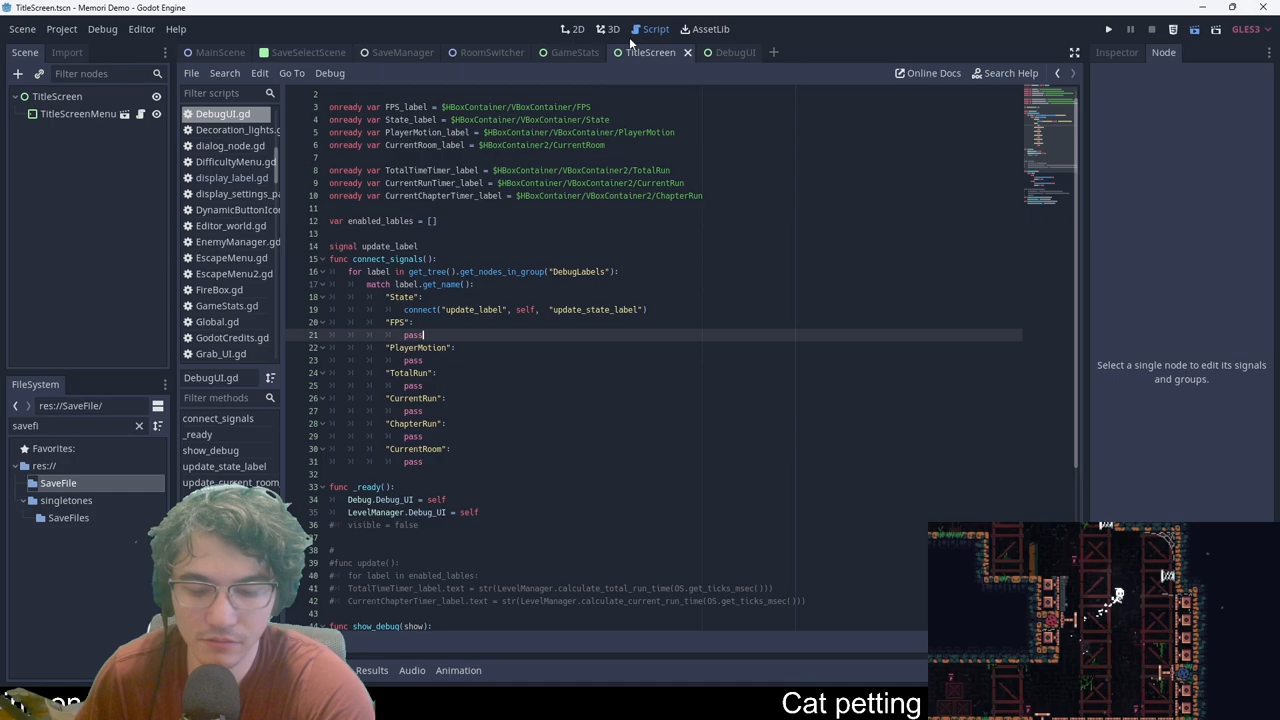 TitleScreen.tscn - Memori Demo - Godot Engine
Scene Project Debug Editor Help
2D 3D Script AssetLib
GLES3
Scene Import
MainScene SaveSelectScene SaveManager RoomSwitcher GameStats TitleScreen DebugUI
Inspector Node
Filter nodes
File Search Edit Go To Debug
Online Docs Search Help
TitleScreen
TitleScreenMenu
Filter scripts
DebugUI.gd
Decoration_lights.g
dialog_node.gd
DifficultyMenu.gd
display_label.gd
display_settings_pa
DynamicButtonIcon
Editor_world.gd
EnemyManager.gd
EscapeMenu.gd
EscapeMenu2.gd
FireBox.gd
GameStats.gd
Global.gd
GodotCredits.gd
Grab_UI.gd
DebugUI.gd
Filter methods
connect_signals
_ready
show_debug
update_state_label
update_current_room
2
3 onready var FPS_label = $HBoxContainer/VBoxContainer/FPS
4 onready var State_label = $HBoxContainer/VBoxContainer/State
5 onready var PlayerMotion_label = $HBoxContainer/VBoxContainer/PlayerMotion
6 onready var CurrentRoom_label = $HBoxContainer2/CurrentRoom
7
8 onready var TotalTimeTimer_label = $HBoxContainer/VBoxContainer2/TotalRun
9 onready var CurrentRunTimer_label = $HBoxContainer/VBoxContainer2/CurrentRun
10 onready var CurrentChapterTimer_label = $HBoxContainer/VBoxContainer2/ChapterRun
11
12 var enabled_lables = []
13
14 signal update_label
15 func connect_signals():
16 for label in get_tree().get_nodes_in_group("DebugLabels"):
17 match label.get_name():
18 "State":
19 connect("update_label", self, "update_state_label")
20 "FPS":
21 pass
22 "PlayerMotion":
23 pass
24 "TotalRun":
25 pass
26 "CurrentRun":
27 pass
28 "ChapterRun":
29 pass
30 "CurrentRoom":
31 pass
32
33 func _ready():
34 Debug.Debug_UI = self
35 LevelManager.Debug_UI = self
36 # visible = false
37
38 #
39 #func update():
40 # for label in enabled_lables:
41 # TotalTimeTimer_label.text = str(LevelManager.calculate_total_run_time(OS.get_ticks_msec()))
42 # CurrentChapterTimer_label.text = str(LevelManager.calculate_current_run_time(OS.get_ticks_msec()))
43
44 func show_debug(show):
Select a single node to edit its signals
and groups.
FileSystem
res://SaveFile/
savefi
Favorites:
res://
SaveFile
singletones
SaveFiles
Results Audio Animation
Cat petting